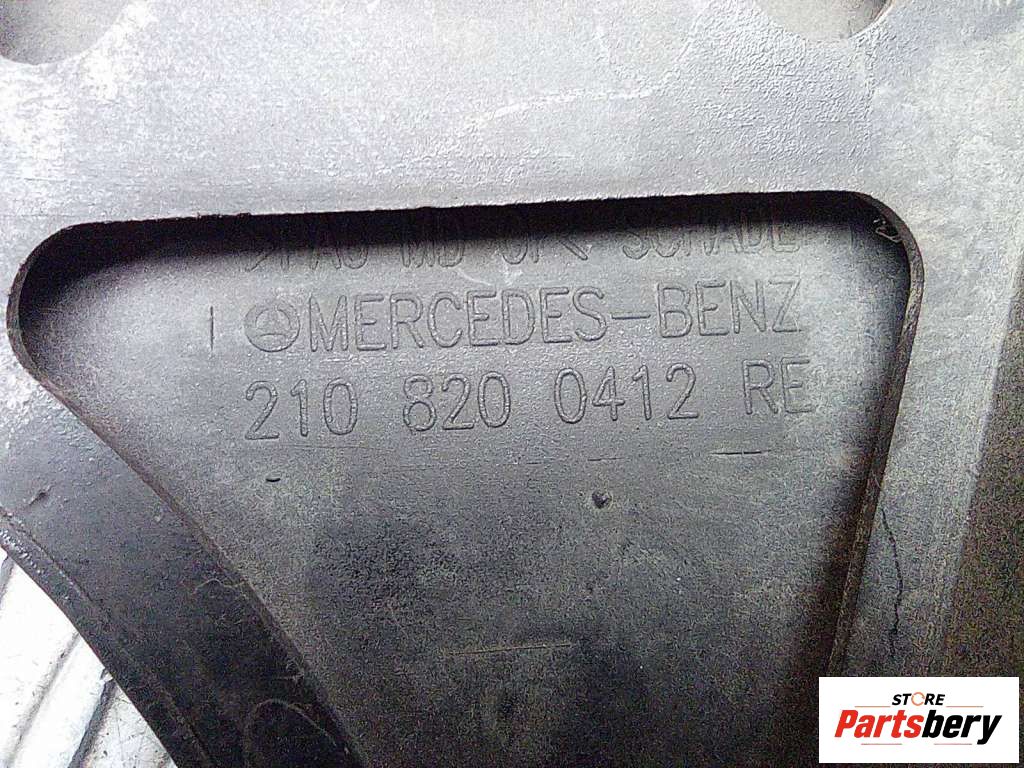 MERCEDES-BENZ
210 820 0412 RE
STORE
Partsbery